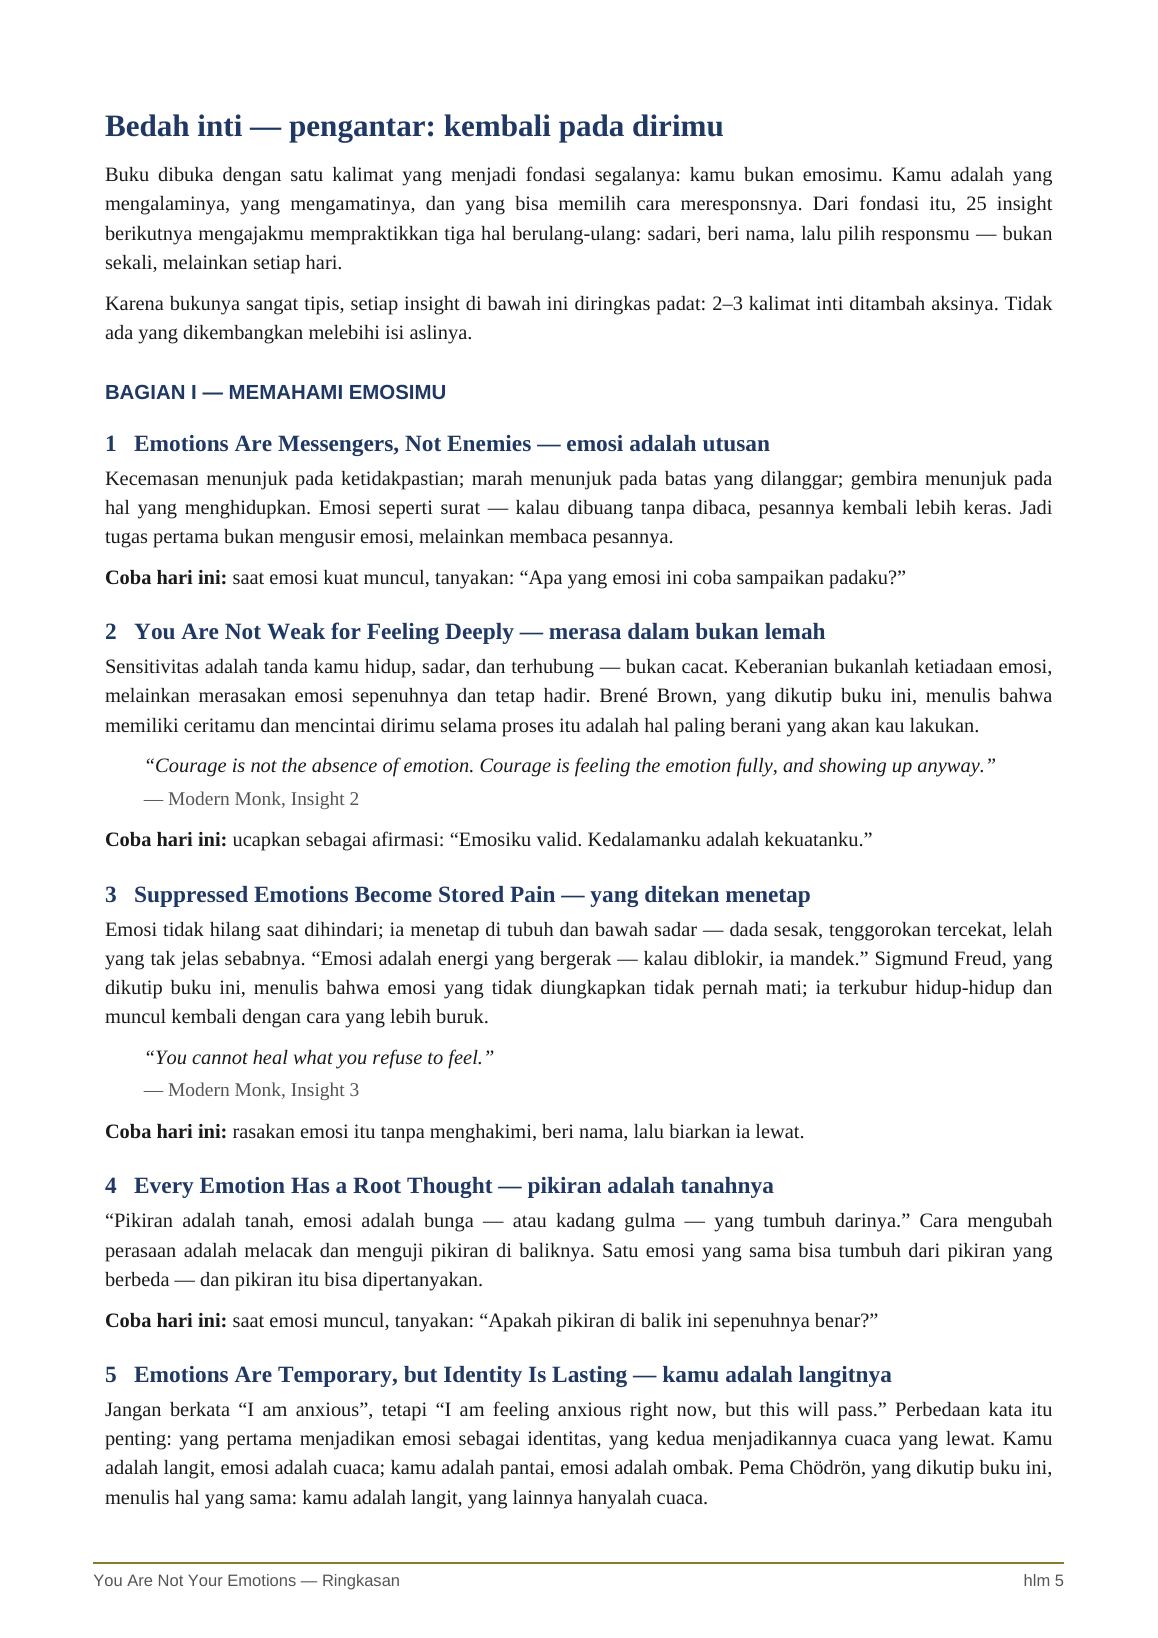 Bedah inti — pengantar: kembali pada dirimu
Buku dibuka dengan satu kalimat yang menjadi fondasi segalanya: kamu bukan emosimu. Kamu adalah yang
mengalaminya, yang mengamatinya, dan yang bisa memilih cara meresponsnya. Dari fondasi itu, 25 insight
berikutnya mengajakmu mempraktikkan tiga hal berulang-ulang: sadari, beri nama, lalu pilih responsmu — bukan
sekali, melainkan setiap hari.
Karena bukunya sangat tipis, setiap insight di bawah ini diringkas padat: 2–3 kalimat inti ditambah aksinya. Tidak
ada yang dikembangkan melebihi isi aslinya.
BAGIAN I — MEMAHAMI EMOSIMU
1 Emotions Are Messengers, Not Enemies — emosi adalah utusan
Kecemasan menunjuk pada ketidakpastian; marah menunjuk pada batas yang dilanggar; gembira menunjuk pada
hal yang menghidupkan. Emosi seperti surat — kalau dibuang tanpa dibaca, pesannya kembali lebih keras. Jadi
tugas pertama bukan mengusir emosi, melainkan membaca pesannya.
Coba hari ini: saat emosi kuat muncul, tanyakan: “Apa yang emosi ini coba sampaikan padaku?”
2 You Are Not Weak for Feeling Deeply — merasa dalam bukan lemah
Sensitivitas adalah tanda kamu hidup, sadar, dan terhubung — bukan cacat. Keberanian bukanlah ketiadaan emosi,
melainkan merasakan emosi sepenuhnya dan tetap hadir. Brené Brown, yang dikutip buku ini, menulis bahwa
memiliki ceritamu dan mencintai dirimu selama proses itu adalah hal paling berani yang akan kau lakukan.
“Courage is not the absence of emotion. Courage is feeling the emotion fully, and showing up anyway.”
— Modern Monk, Insight 2
Coba hari ini: ucapkan sebagai afirmasi: “Emosiku valid. Kedalamanku adalah kekuatanku.”
3 Suppressed Emotions Become Stored Pain — yang ditekan menetap
Emosi tidak hilang saat dihindari; ia menetap di tubuh dan bawah sadar — dada sesak, tenggorokan tercekat, lelah
yang tak jelas sebabnya. “Emosi adalah energi yang bergerak — kalau diblokir, ia mandek.” Sigmund Freud, yang
dikutip buku ini, menulis bahwa emosi yang tidak diungkapkan tidak pernah mati; ia terkubur hidup-hidup dan
muncul kembali dengan cara yang lebih buruk.
“You cannot heal what you refuse to feel.”
— Modern Monk, Insight 3
Coba hari ini: rasakan emosi itu tanpa menghakimi, beri nama, lalu biarkan ia lewat.
4 Every Emotion Has a Root Thought — pikiran adalah tanahnya
“Pikiran adalah tanah, emosi adalah bunga — atau kadang gulma — yang tumbuh darinya.” Cara mengubah
perasaan adalah melacak dan menguji pikiran di baliknya. Satu emosi yang sama bisa tumbuh dari pikiran yang
berbeda — dan pikiran itu bisa dipertanyakan.
Coba hari ini: saat emosi muncul, tanyakan: “Apakah pikiran di balik ini sepenuhnya benar?”
5 Emotions Are Temporary, but Identity Is Lasting — kamu adalah langitnya
Jangan berkata “I am anxious”, tetapi “I am feeling anxious right now, but this will pass.” Perbedaan kata itu
penting: yang pertama menjadikan emosi sebagai identitas, yang kedua menjadikannya cuaca yang lewat. Kamu
adalah langit, emosi adalah cuaca; kamu adalah pantai, emosi adalah ombak. Pema Chödrön, yang dikutip buku ini,
menulis hal yang sama: kamu adalah langit, yang lainnya hanyalah cuaca.
You Are Not Your Emotions — Ringkasan
hlm 5